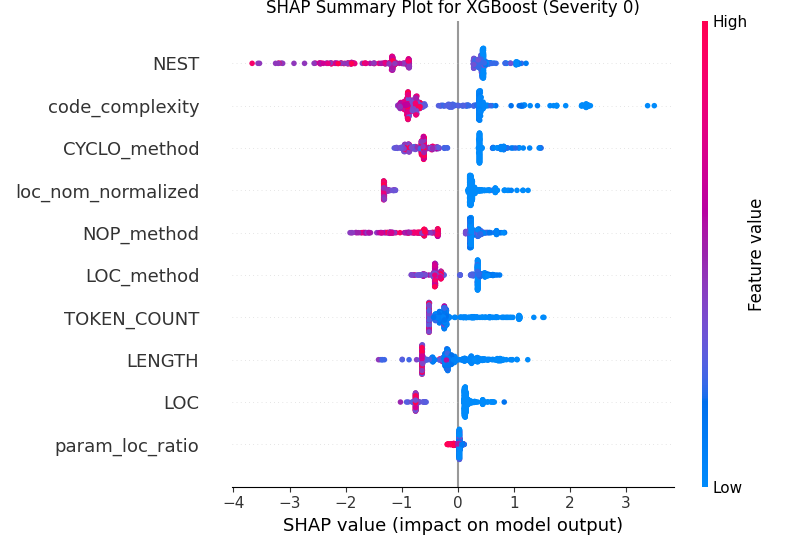 SHAP Summary Plot for XGBoost (Severity 0)
High
NEST
code_complexity
CYCLO_method
loc_nom_normalized
NOP_method
LOC_method
TOKEN_COUNT
LENGTH
LOC
param_loc_ratio
Feature value
Low
−4 −3 −2 −1 0 1 2 3
SHAP value (impact on model output)